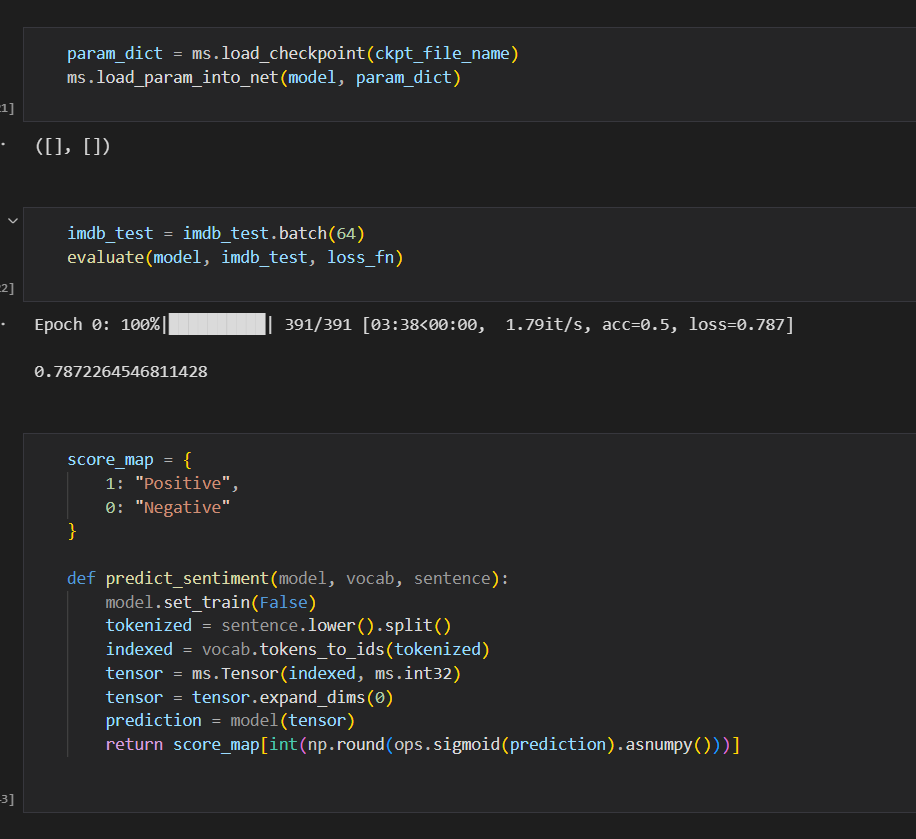 param_dict = ms.load_checkpoint(ckpt_file_name)
ms.load_param_into_net(model, param_dict)
1]
([], [])
imdb_test = imdb_test.batch(64)
evaluate(model, imdb_test, loss_fn)
2]
Epoch 0: 100%|██████████| 391/391 [03:38<00:00,  1.79it/s, acc=0.5, loss=0.787]
0.7872264546811428
score_map = {
    1: "Positive",
    0: "Negative"
}
def predict_sentiment(model, vocab, sentence):
    model.set_train(False)
    tokenized = sentence.lower().split()
    indexed = vocab.tokens_to_ids(tokenized)
    tensor = ms.Tensor(indexed, ms.int32)
    tensor = tensor.expand_dims(0)
    prediction = model(tensor)
    return score_map[int(np.round(ops.sigmoid(prediction).asnumpy()))]
3]